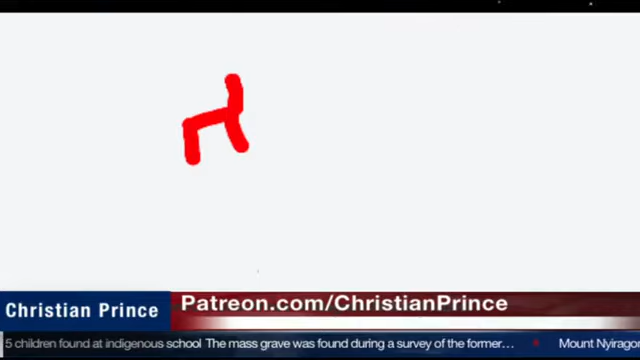 Christian Prince
Patreon.com/ChristianPrince
5 children found at indigenous school The mass grave was found during a survey of the former... Mount Nyiragon